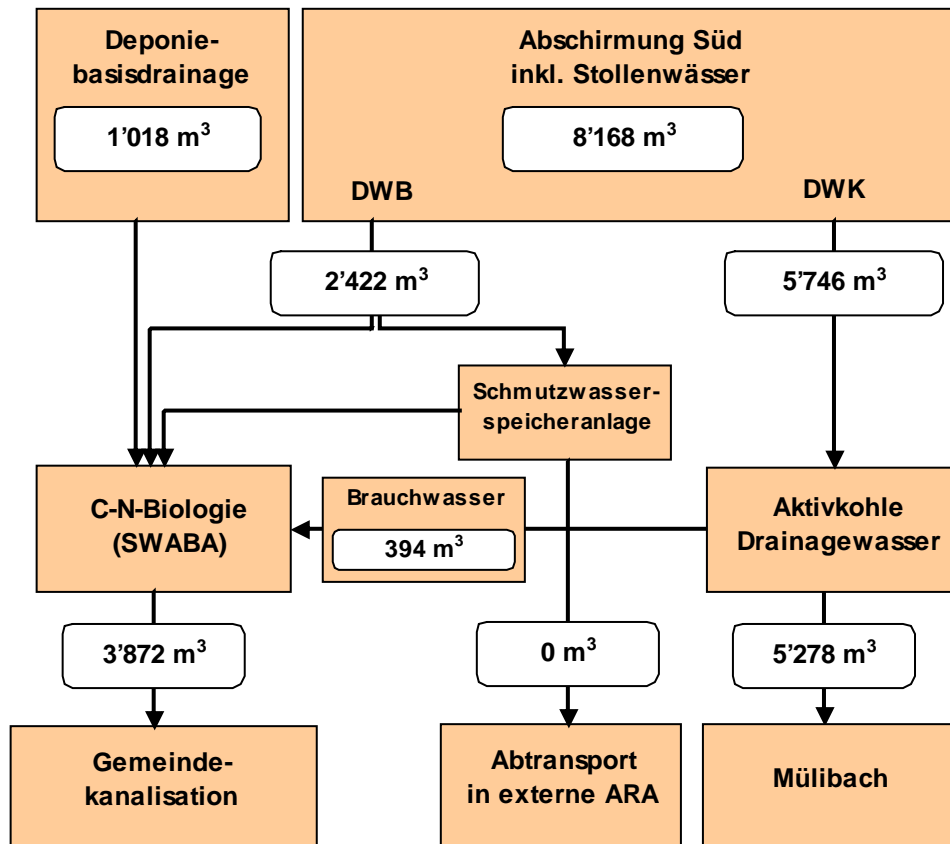 Deponie-
basisdrainage
1'018 m³
Abschirmung Süd
inkl. Stollenwässer
8'168 m³
DWB
DWK
2'422 m³
5'746 m³
Schmutzwasser-
speicheranlage
C-N-Biologie
(SWABA)
Brauchwasser
394 m³
Aktivkohle
Drainagewasser
3'872 m³
0 m³
5'278 m³
Gemeinde-
kanalisation
Abtransport
in externe ARA
Mülibach